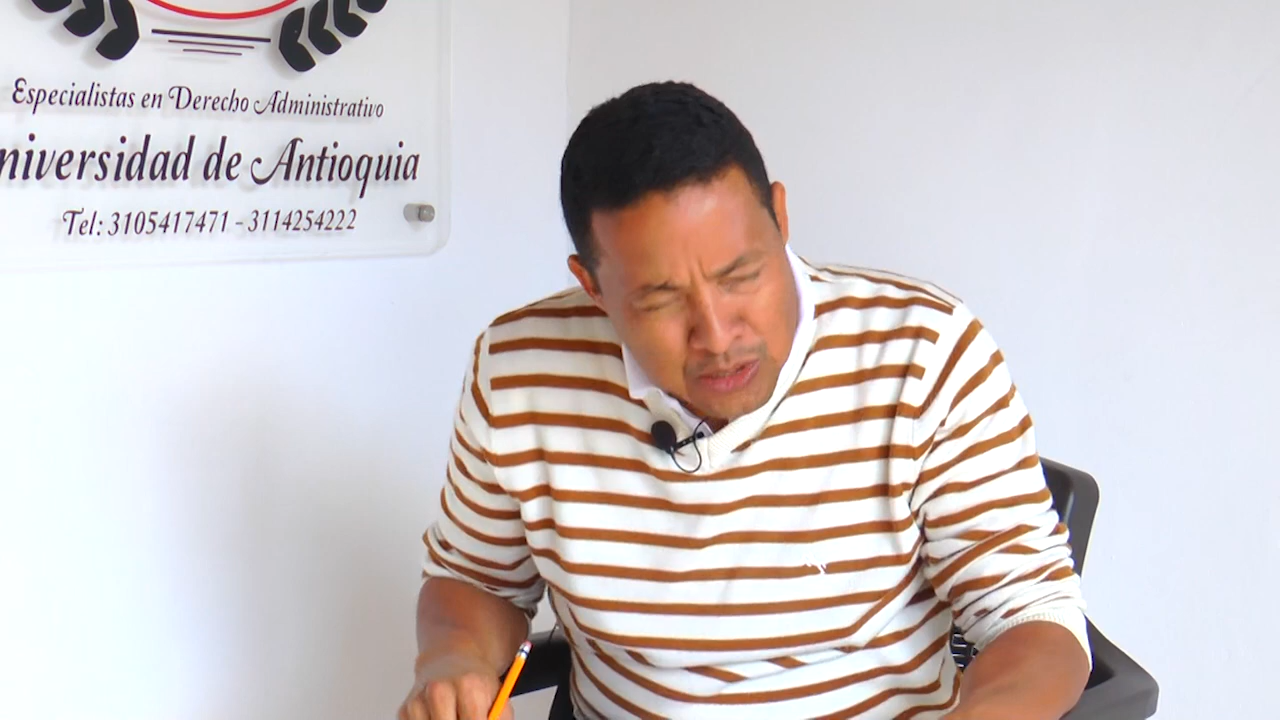 Especialistas en Derecho Administrativo
niversidad de Antioquia
Tel: 3105417471 - 3114254222